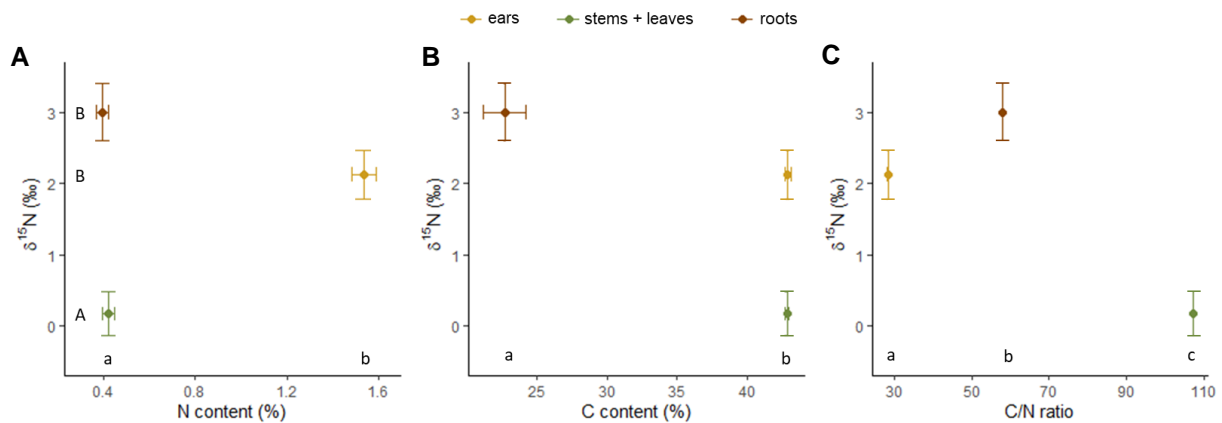 ears stems + leaves roots
A
δ15N (‰)
3
2
1
0
B
B
A
a b
0.4 0.8 1.2 1.6
N content (%)
B
δ15N (‰)
3
2
1
0
a b
25 30 35 40
C content (%)
C
δ15N (‰)
3
2
1
0
a b c
30 50 70 90 110
C/N ratio